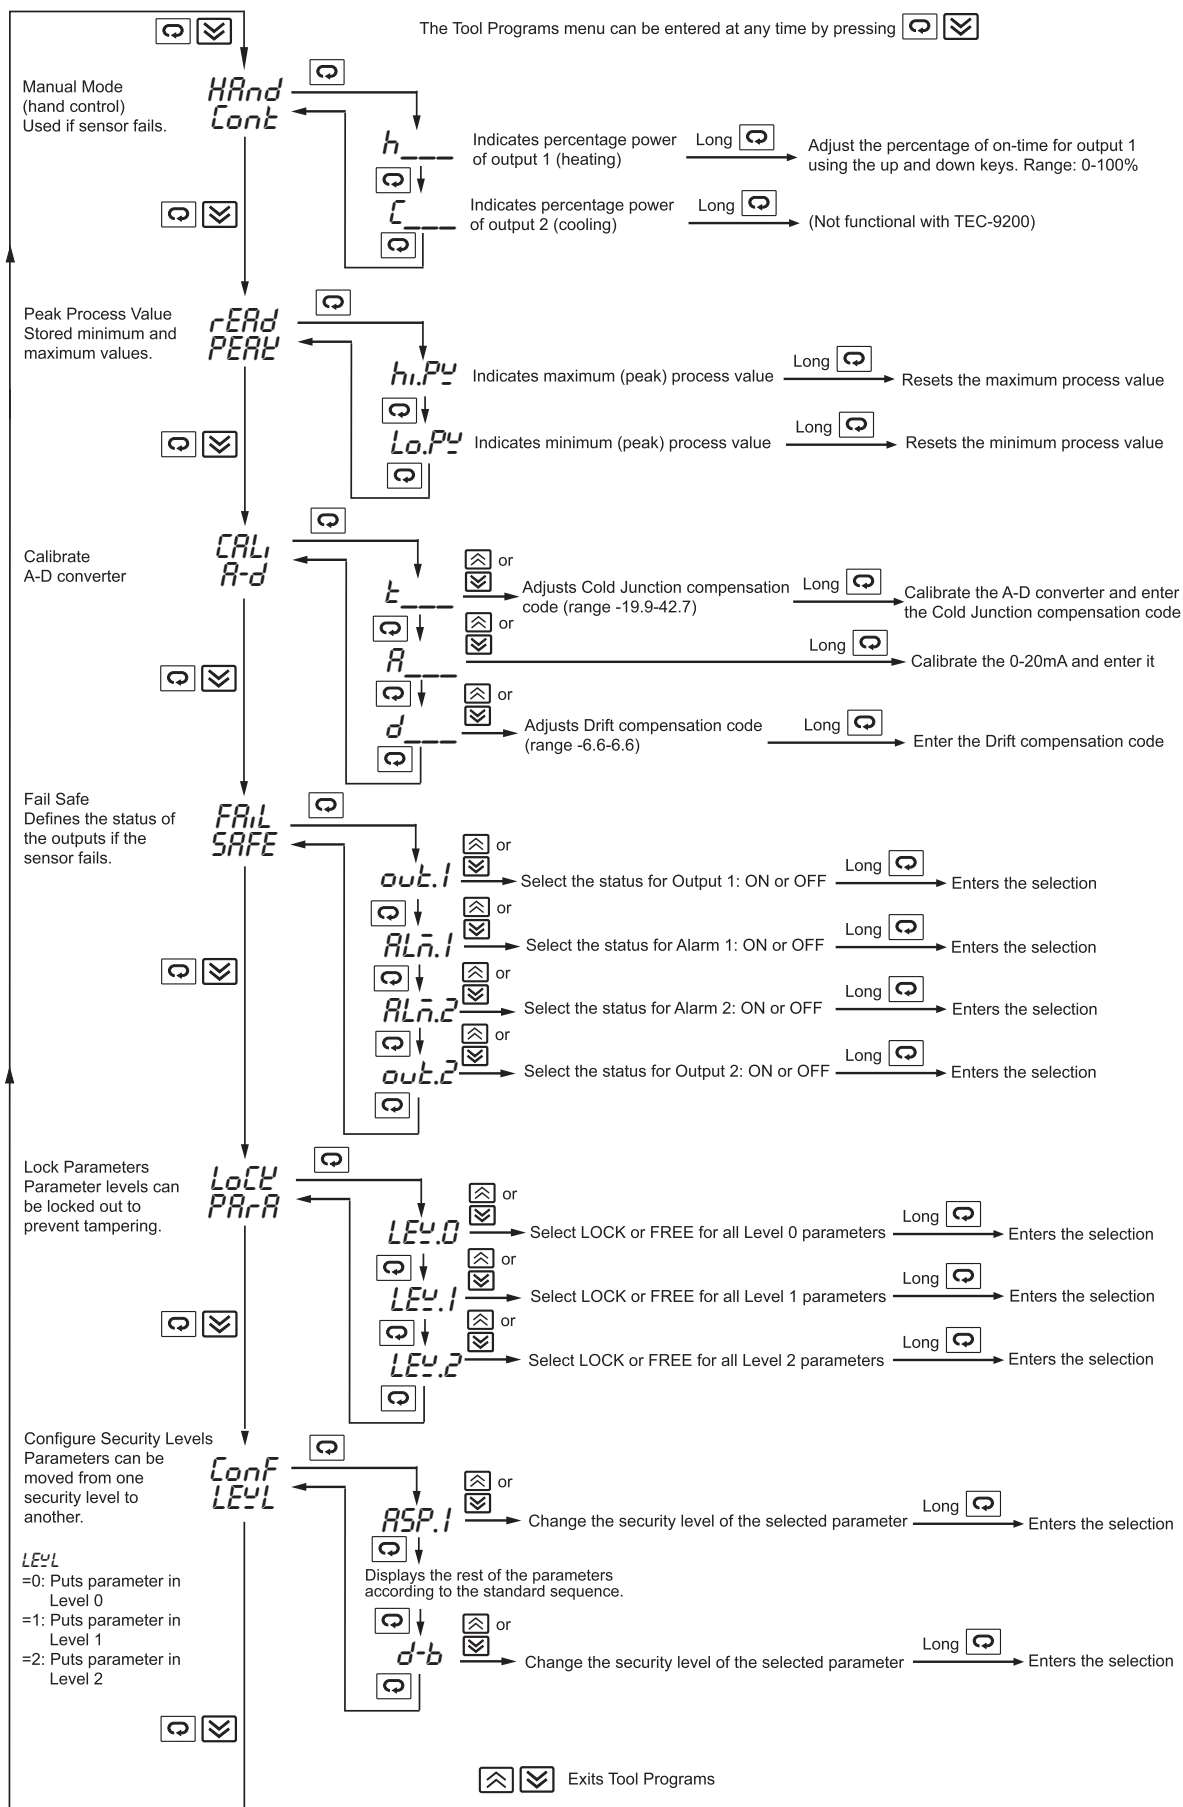 The Tool Programs menu can be entered at any time by pressing
Manual Mode
(hand control)
Used if sensor fails.
HAnd
Cont
h___
Indicates percentage power
of output 1 (heating)
Long
Adjust the percentage of on-time for output 1
using the up and down keys. Range: 0-100%
C___
Indicates percentage power
of output 2 (cooling)
Long
(Not functional with TEC-9200)
Peak Process Value
Stored minimum and
maximum values.
rEAd
PEAK
hi.PV
Indicates maximum (peak) process value
Long
Resets the maximum process value
Lo.PV
Indicates minimum (peak) process value
Long
Resets the minimum process value
Calibrate
A-D converter
CALi
A-d
t___
or
Adjusts Cold Junction compensation
code (range -19.9-42.7)
Long
Calibrate the A-D converter and enter
the Cold Junction compensation code
A___
or
Long
Calibrate the 0-20mA and enter it
d___
or
Adjusts Drift compensation code
(range -6.6-6.6)
Long
Enter the Drift compensation code
Fail Safe
Defines the status of
the outputs if the
sensor fails.
FAiL
SAFE
out.1
or
Select the status for Output 1: ON or OFF
Long
Enters the selection
ALm.1
or
Select the status for Alarm 1: ON or OFF
Long
Enters the selection
ALm.2
or
Select the status for Alarm 2: ON or OFF
Long
Enters the selection
out.2
or
Select the status for Output 2: ON or OFF
Long
Enters the selection
Lock Parameters
Parameter levels can
be locked out to
prevent tampering.
LoCK
PArA
LEV.0
or
Select LOCK or FREE for all Level 0 parameters
Long
Enters the selection
LEV.1
or
Select LOCK or FREE for all Level 1 parameters
Long
Enters the selection
LEV.2
or
Select LOCK or FREE for all Level 2 parameters
Long
Enters the selection
Configure Security Levels
Parameters can be
moved from one
security level to
another.
ConF
LEVL
ASP.1
or
Change the security level of the selected parameter
Long
Enters the selection
Displays the rest of the parameters
according to the standard sequence.
LEVL
=0: Puts parameter in
Level 0
=1: Puts parameter in
Level 1
=2: Puts parameter in
Level 2
d-b
or
Change the security level of the selected parameter
Long
Enters the selection
Exits Tool Programs